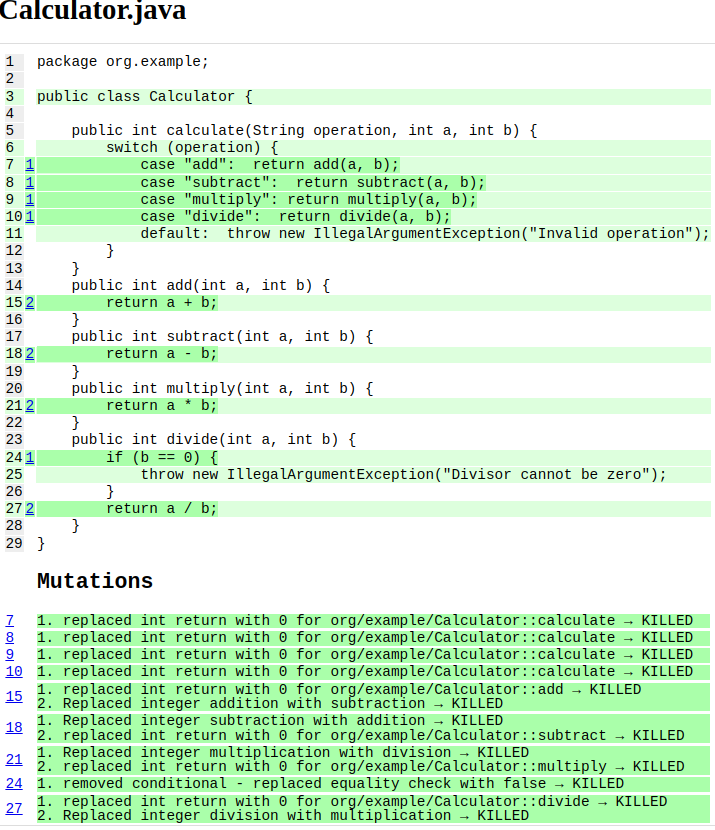 Calculator.java
1 package org.example;
2
3 public class Calculator {
4
5     public int calculate(String operation, int a, int b) {
6         switch (operation) {
7 1             case "add":  return add(a, b);
8 1             case "subtract":  return subtract(a, b);
9 1             case "multiply": return multiply(a, b);
10 1             case "divide":  return divide(a, b);
11             default:  throw new IllegalArgumentException("Invalid operation");
12         }
13     }
14     public int add(int a, int b) {
15 2         return a + b;
16     }
17     public int subtract(int a, int b) {
18 2         return a - b;
19     }
20     public int multiply(int a, int b) {
21 2         return a * b;
22     }
23     public int divide(int a, int b) {
24 1         if (b == 0) {
25             throw new IllegalArgumentException("Divisor cannot be zero");
26         }
27 2         return a / b;
28     }
29 }
Mutations
7 1. replaced int return with 0 for org/example/Calculator::calculate → KILLED
8 1. replaced int return with 0 for org/example/Calculator::calculate → KILLED
9 1. replaced int return with 0 for org/example/Calculator::calculate → KILLED
10 1. replaced int return with 0 for org/example/Calculator::calculate → KILLED
15 1. replaced int return with 0 for org/example/Calculator::add → KILLED
2. Replaced integer addition with subtraction → KILLED
18 1. Replaced integer subtraction with addition → KILLED
2. replaced int return with 0 for org/example/Calculator::subtract → KILLED
21 1. Replaced integer multiplication with division → KILLED
2. replaced int return with 0 for org/example/Calculator::multiply → KILLED
24 1. removed conditional - replaced equality check with false → KILLED
27 1. replaced int return with 0 for org/example/Calculator::divide → KILLED
2. Replaced integer division with multiplication → KILLED